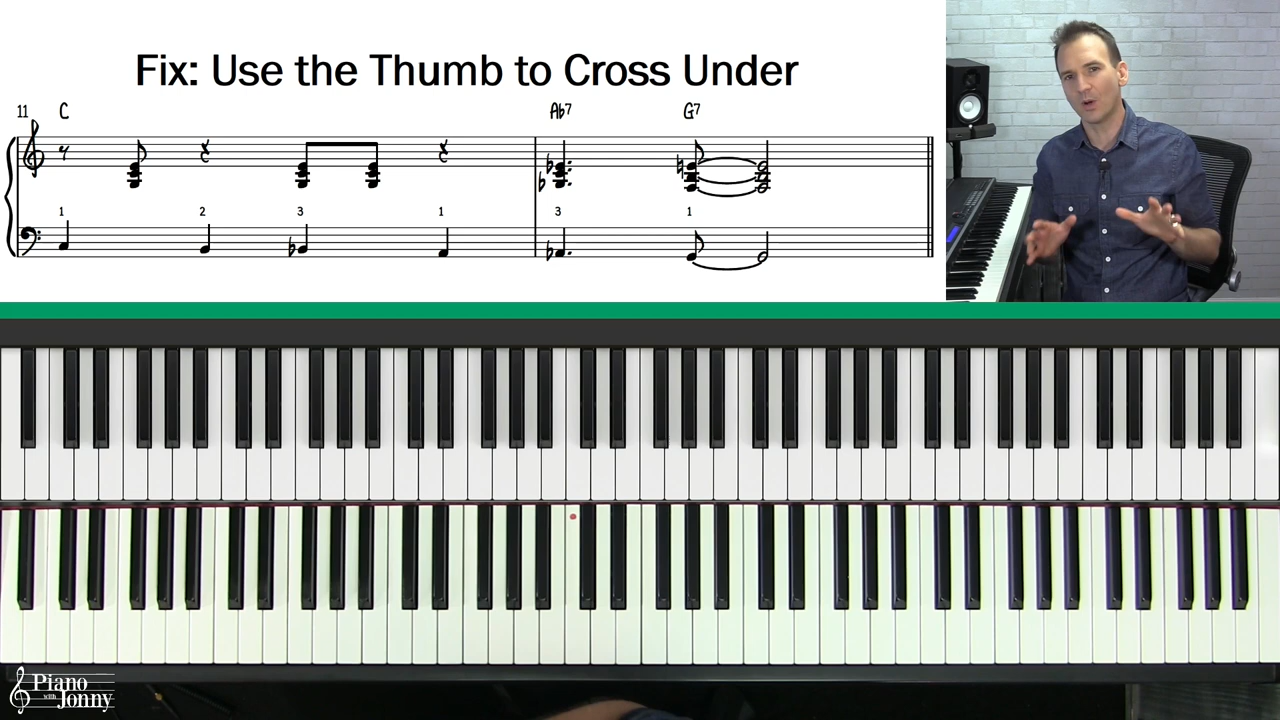 Fix: Use the Thumb to Cross Under
11 C Ab7 G7
1 2 3 1 3 1
Piano
with
Jonny